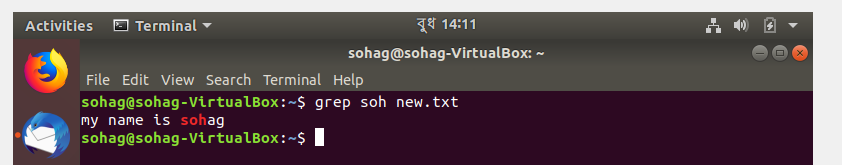 Activities Terminal বুধ 14:11
sohag@sohag-VirtualBox: ~
File Edit View Search Terminal Help
sohag@sohag-VirtualBox:~$ grep soh new.txt
my name is sohag
sohag@sohag-VirtualBox:~$